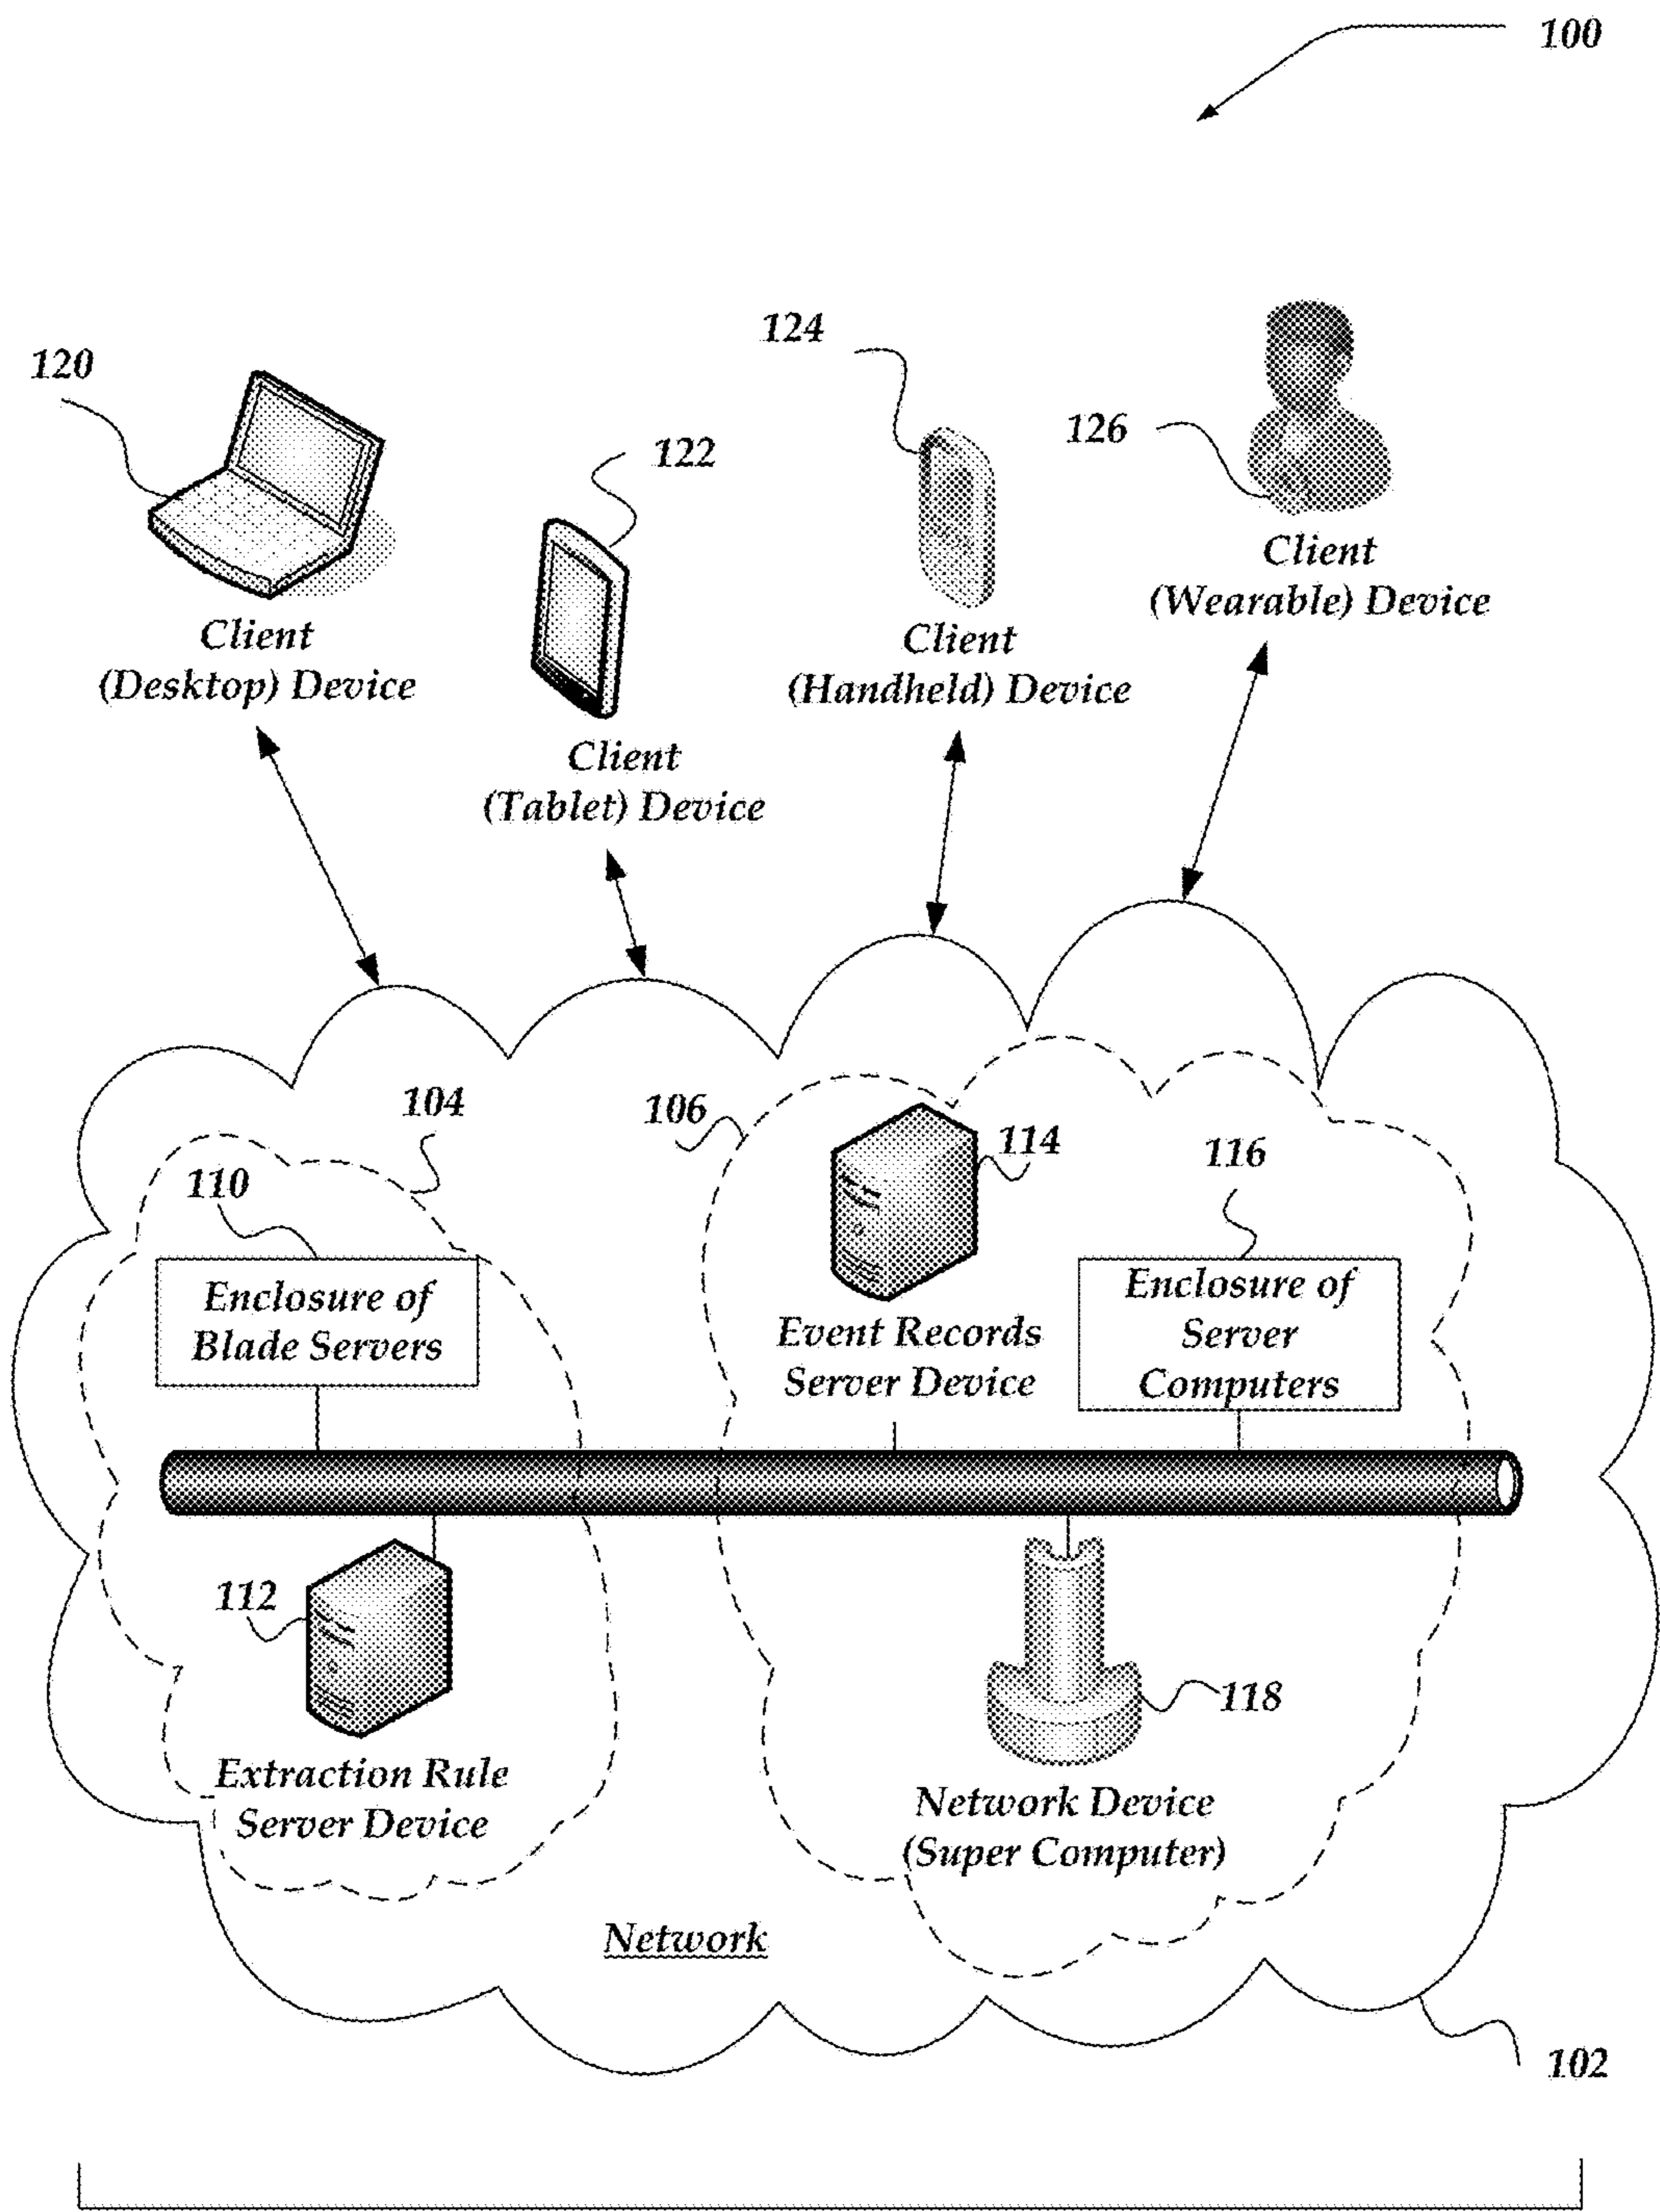 100
124
120
126
122
Client
(Wearable) Device
Client
(Desktop) Device
Client
(Handheld) Device
Client
(Tablet) Device
104
106
114
116
110
Enclosure of
Blade Servers
Event Records
Server Device
Enclosure of
Server
Computers
112
118
Extraction Rule
Server Device
Network Device
(Super Computer)
Network
102